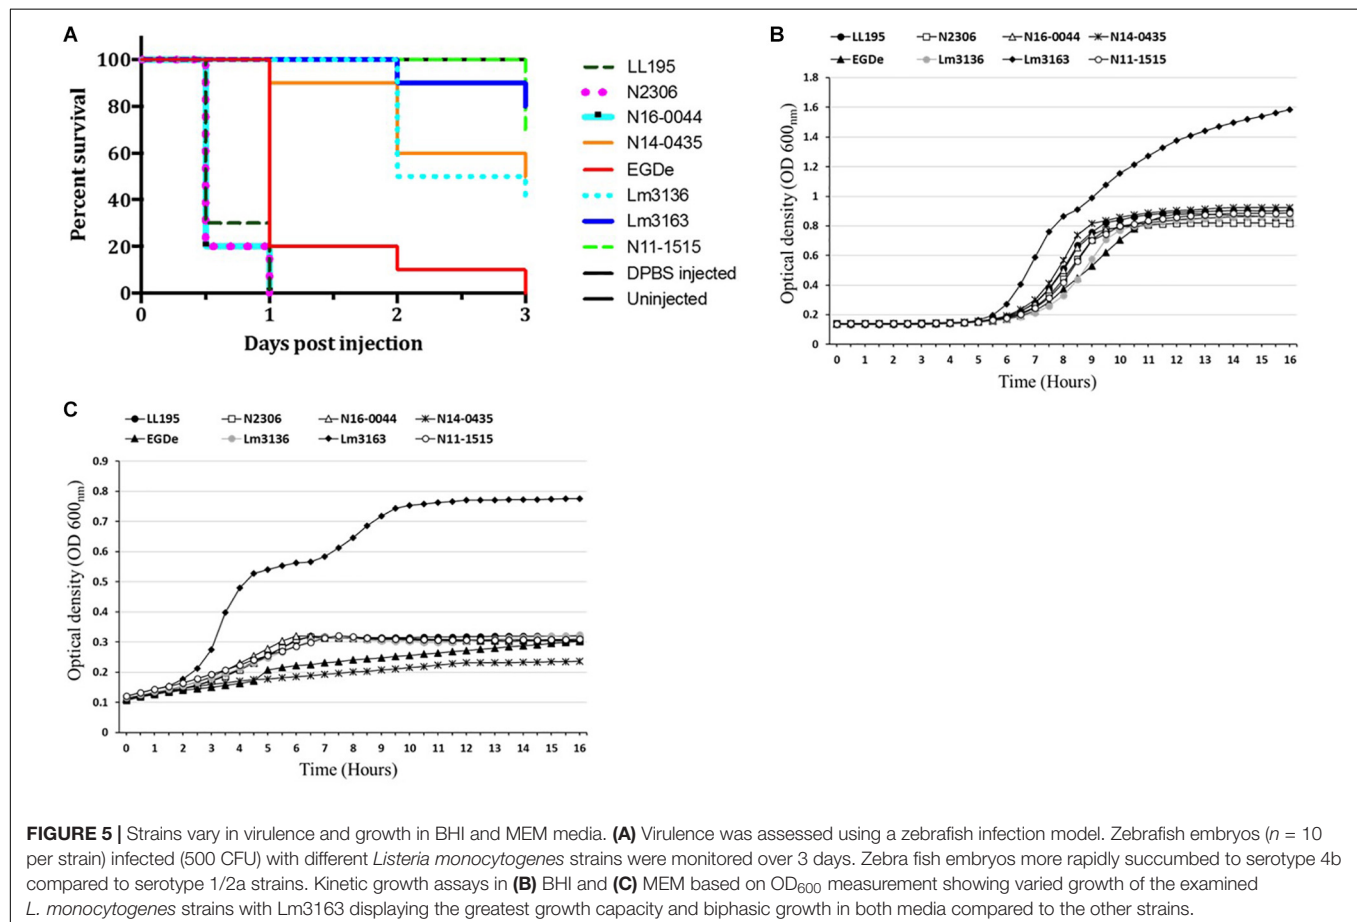 A
100
80
60
40
20
0
Percent survival
0
1
2
3
Days post injection
LL195
N2306
N16-0044
N14-0435
EGDe
Lm3136
Lm3163
N11-1515
DPBS injected
Uninjected
B
LL195 N2306 N16-0044 N14-0435
EGDe Lm3136 Lm3163 N11-1515
Optical density (OD 600nm)
1.8
1.6
1.4
1.2
1
0.8
0.6
0.4
0.2
0
0 1 2 3 4 5 6 7 8 9 10 11 12 13 14 15 16
Time (Hours)
C
LL195 N2306 N16-0044 N14-0435
EGDe Lm3136 Lm3163 N11-1515
Optical density (OD 600nm)
0.9
0.8
0.7
0.6
0.5
0.4
0.3
0.2
0.1
0
0 1 2 3 4 5 6 7 8 9 10 11 12 13 14 15 16
Time (Hours)
FIGURE 5 | Strains vary in virulence and growth in BHI and MEM media. (A) Virulence was assessed using a zebrafish infection model. Zebrafish embryos (n = 10
per strain) infected (500 CFU) with different Listeria monocytogenes strains were monitored over 3 days. Zebra fish embryos more rapidly succumbed to serotype 4b
compared to serotype 1/2a strains. Kinetic growth assays in (B) BHI and (C) MEM based on OD600 measurement showing varied growth of the examined
L. monocytogenes strains with Lm3163 displaying the greatest growth capacity and biphasic growth in both media compared to the other strains.